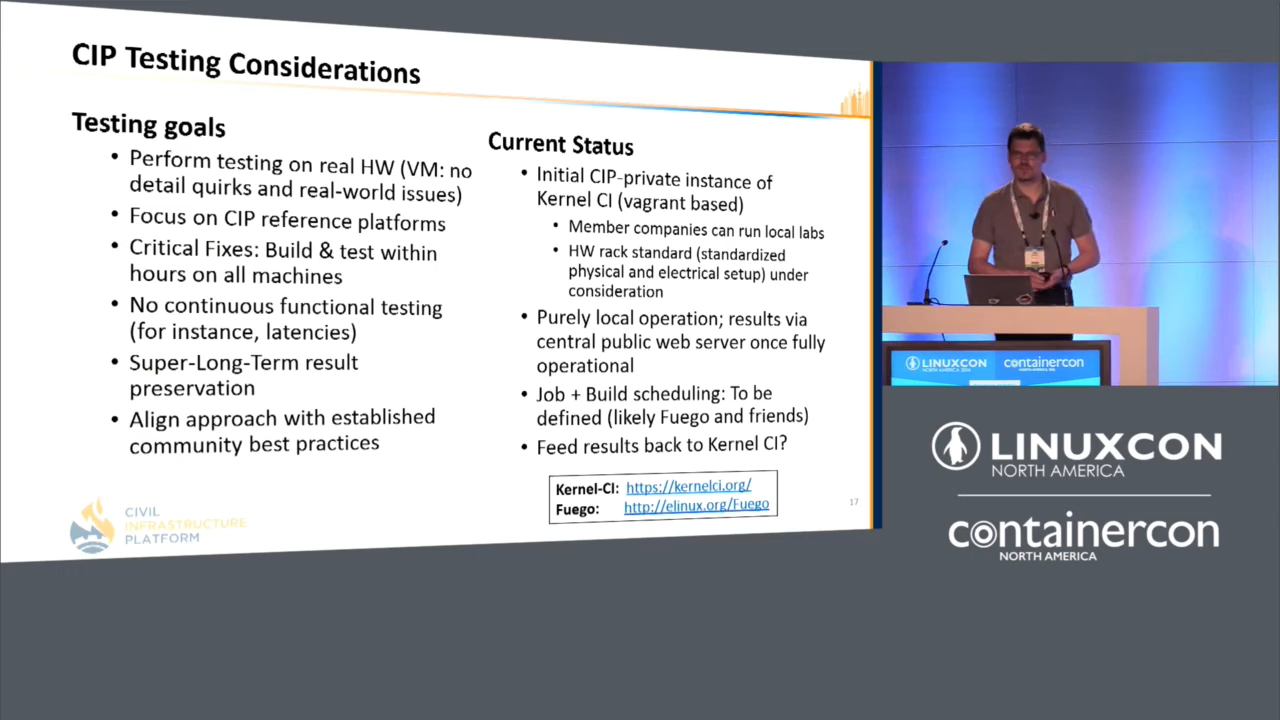 CIP Testing Considerations
Testing goals
• Perform testing on real HW (VM: no
detail quirks and real-world issues)
• Focus on CIP reference platforms
• Critical Fixes: Build & test within
hours on all machines
• No continuous functional testing
(for instance, latencies)
• Super-Long-Term result
preservation
• Align approach with established
community best practices
Current Status
• Initial CIP-private instance of
Kernel CI (vagrant based)
• Member companies can run local labs
• HW rack standard (standardized
physical and electrical setup) under
consideration
• Purely local operation; results via
central public web server once fully
operational
• Job + Build scheduling: To be
defined (likely Fuego and friends)
• Feed results back to Kernel CI?
Kernel-CI: https://kernelci.org/
Fuego: http://elinux.org/Fuego
CIVIL
INFRASTRUCTURE
PLATFORM
17
LINUXCON
containercon
LINUXCON
NORTH AMERICA
containercon
NORTH AMERICA